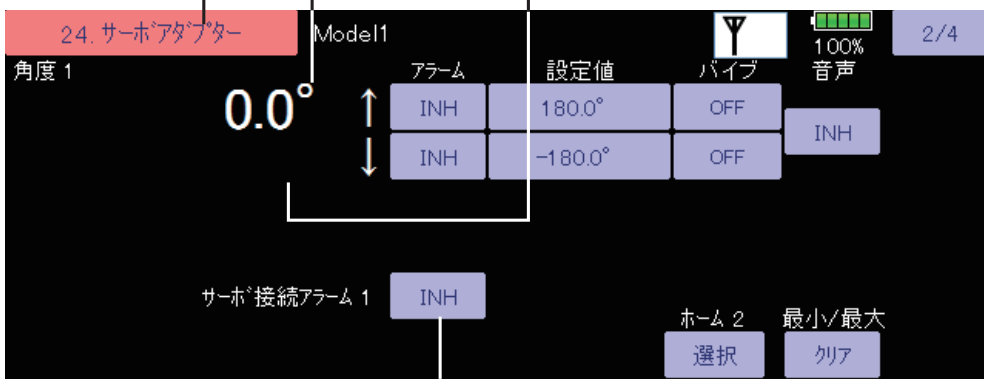 24. ｻｰﾎﾞｱﾀﾞﾌﾟﾀｰ Model1 100% 2/4
角度 1 ｱﾗｰﾑ 設定値 バイブ 音声
0.0° ↑ INH 180.0° OFF INH
↓ INH -180.0° OFF
ｻｰﾎﾞ接続ｱﾗｰﾑ 1 INH
ﾎｰﾑ 2 最小/最大
選択 ｸﾘｱ